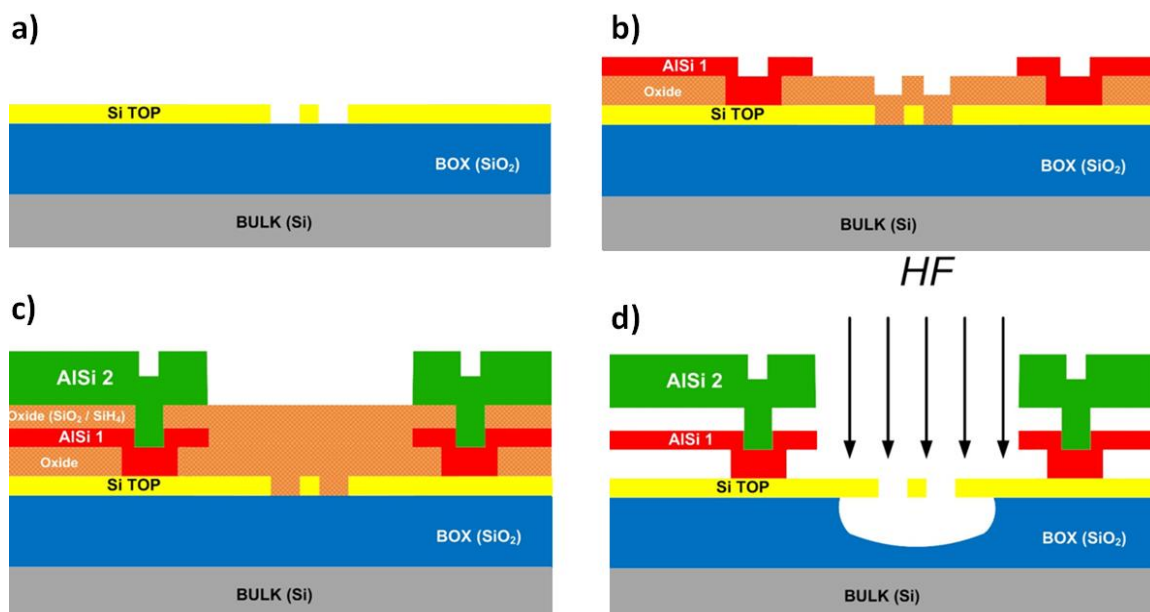 a)
Si TOP
BOX (SiO₂)
BULK (Si)
b)
AlSi 1
Oxide
Si TOP
BOX (SiO₂)
BULK (Si)
c)
AlSi 2
Oxide (SiO₂ / SiH₄)
AlSi 1
Oxide
Si TOP
BOX (SiO₂)
BULK (Si)
HF
d)
AlSi 2
AlSi 1
Si TOP
BOX (SiO₂)
BULK (Si)